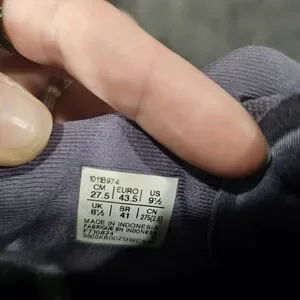 1011B974
CM EURO US
27.5 43.5 9½
UK BR CN
8½ 41 275(2.5)
MADE IN INDONESIA
FABRIQUE EN INDONESIE